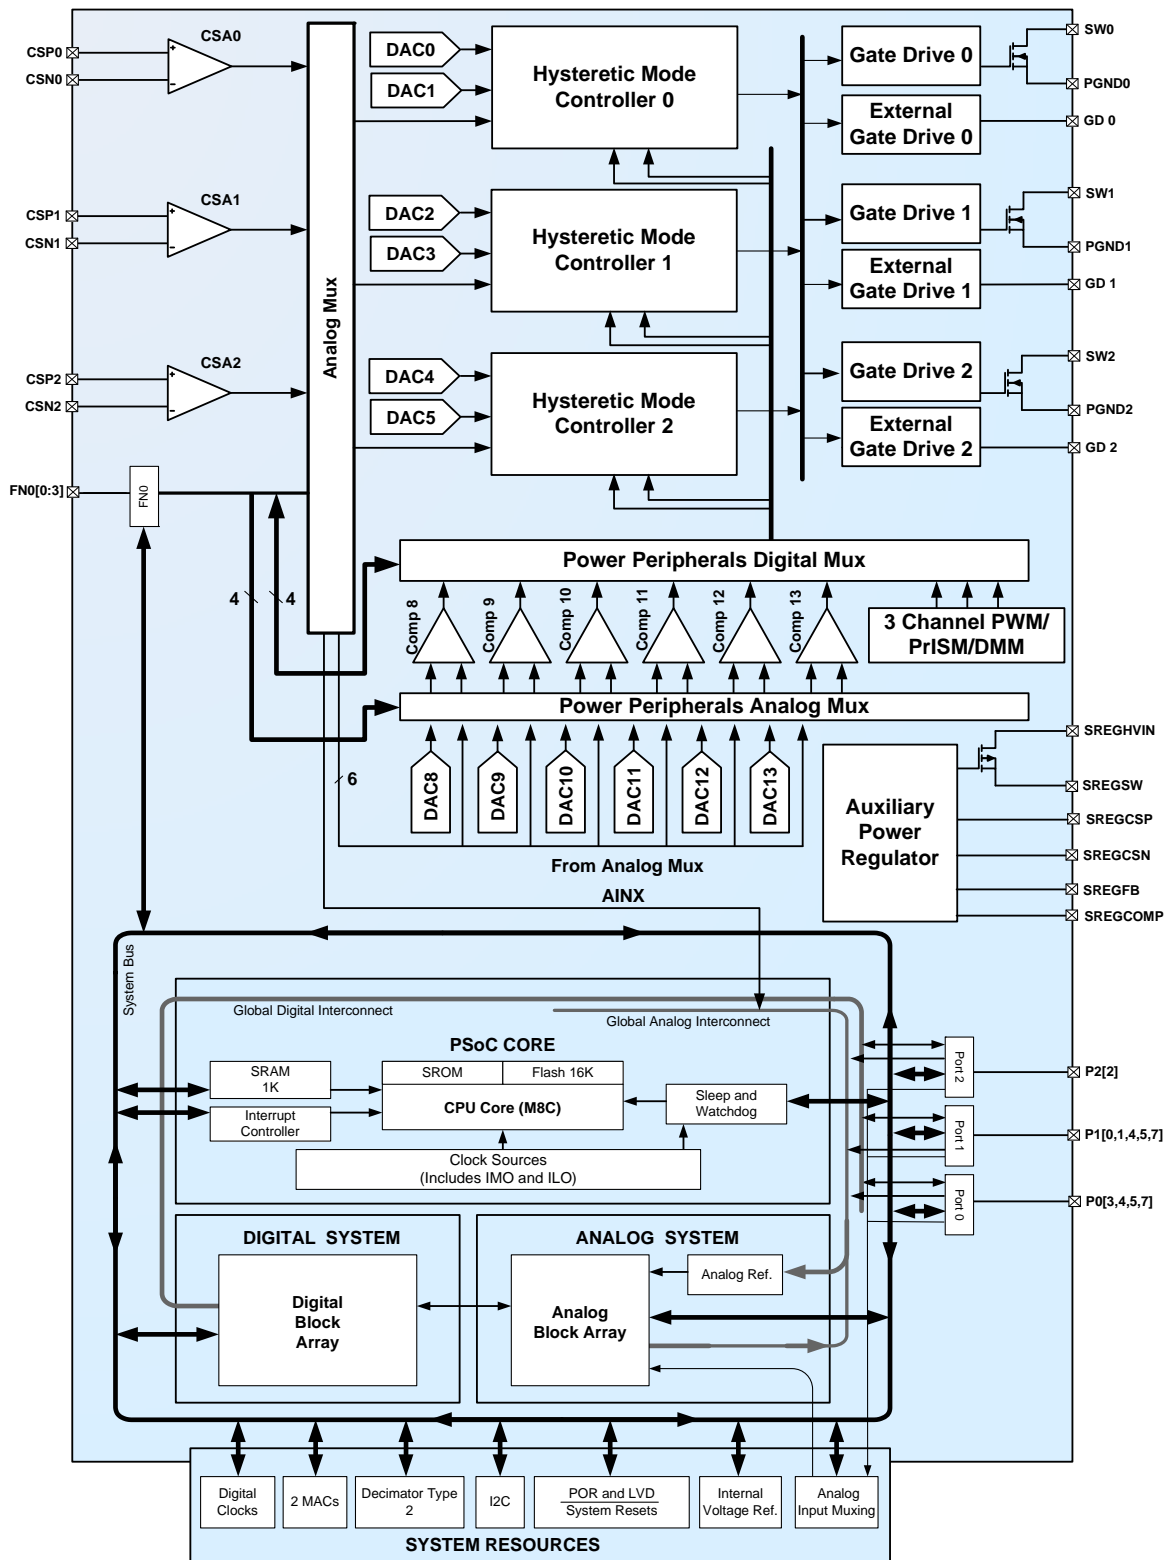 CSP0
CSN0
CSA0
CSP1
CSN1
CSA1
CSP2
CSN2
CSA2
FN0[0:3]
FN0
Analog Mux
DAC0
DAC1
Hysteretic Mode
Controller 0
DAC2
DAC3
Hysteretic Mode
Controller 1
DAC4
DAC5
Hysteretic Mode
Controller 2
Gate Drive 0
External
Gate Drive 0
Gate Drive 1
External
Gate Drive 1
Gate Drive 2
External
Gate Drive 2
SW0
PGND0
GD 0
SW1
PGND1
GD 1
SW2
PGND2
GD 2
Power Peripherals Digital Mux
4
4
Comp 8
Comp 9
Comp 10
Comp 11
Comp 12
Comp 13
3 Channel PWM/
PrISM/DMM
Power Peripherals Analog Mux
6
DAC8
DAC9
DAC10
DAC11
DAC12
DAC13
From Analog Mux
AINX
Auxiliary
Power
Regulator
SREGHVIN
SREGSW
SREGCSP
SREGCSN
SREGFB
SREGCOMP
System Bus
Global Digital Interconnect
Global Analog Interconnect
PSoC CORE
SRAM
1K
Interrupt
Controller
SROM
Flash 16K
CPU Core (M8C)
Sleep and
Watchdog
Clock Sources
(Includes IMO and ILO)
Port 2
Port 1
Port 0
P2[2]
P1[0,1,4,5,7]
P0[3,4,5,7]
DIGITAL SYSTEM
Digital
Block
Array
ANALOG SYSTEM
Analog
Block Array
Analog Ref.
Digital
Clocks
2 MACs
Decimator Type
2
I2C
POR and LVD
System Resets
Internal
Voltage Ref.
Analog
Input Muxing
SYSTEM RESOURCES